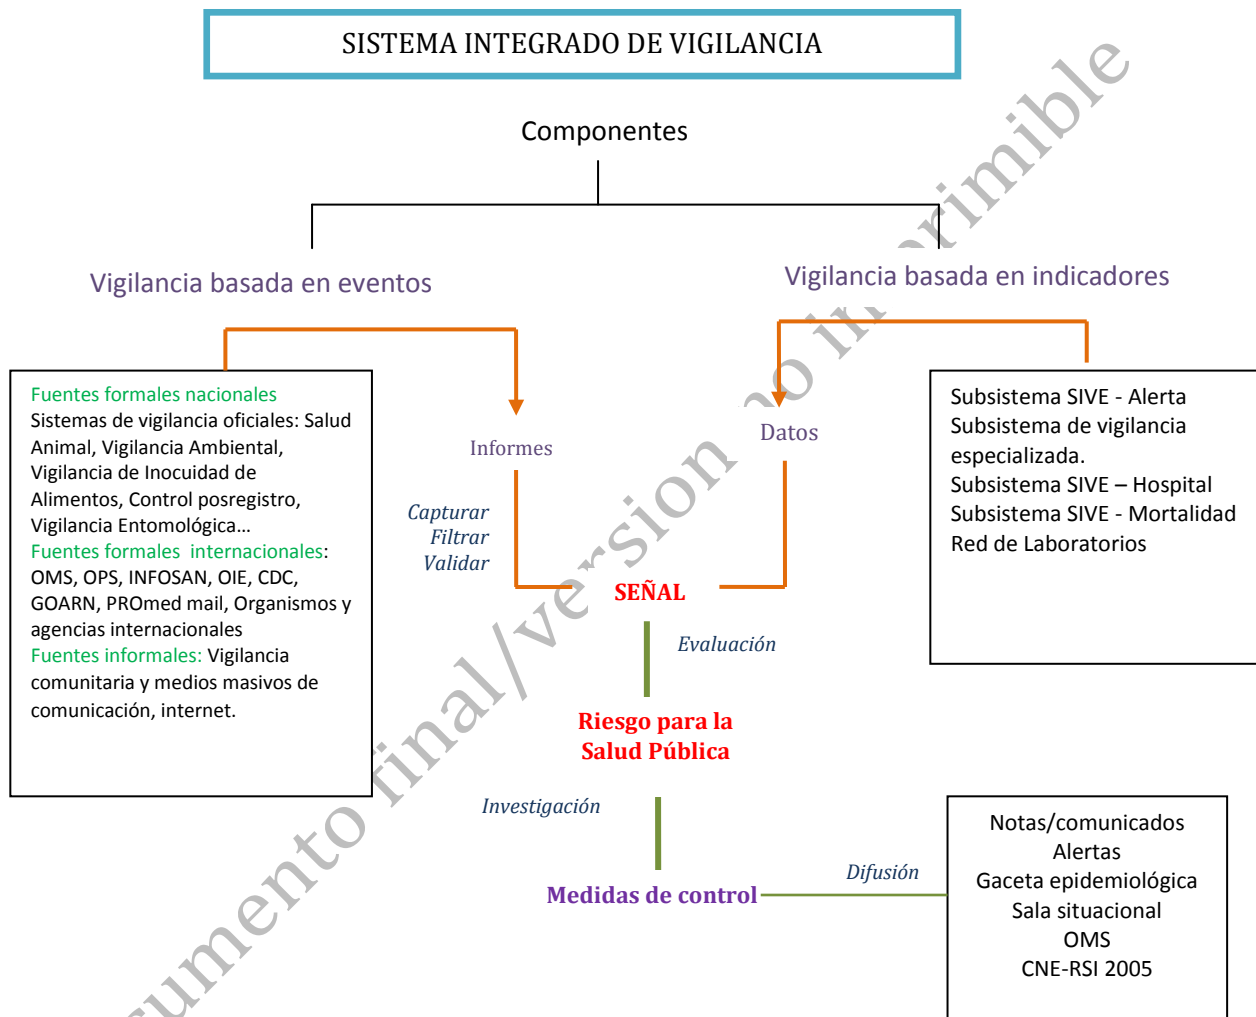 SISTEMA INTEGRADO DE VIGILANCIA
Componentes
Vigilancia basada en eventos
Vigilancia basada en indicadores
Fuentes formales nacionales
Sistemas de vigilancia oficiales: Salud
Animal, Vigilancia Ambiental,
Vigilancia de Inocuidad de
Alimentos, Control posregistro,
Vigilancia Entomológica...
Fuentes formales internacionales:
OMS, OPS, INFOSAN, OIE, CDC,
GOARN, PROmed mail, Organismos y
agencias internacionales
Fuentes informales: Vigilancia
comunitaria y medios masivos de
comunicación, internet.
Informes
Datos
Subsistema SIVE - Alerta
Subsistema de vigilancia
especializada.
Subsistema SIVE – Hospital
Subsistema SIVE - Mortalidad
Red de Laboratorios
Capturar
Filtrar
Validar
SEÑAL
Evaluación
Riesgo para la
Salud Pública
Investigación
Medidas de control
Difusión
Notas/comunicados
Alertas
Gaceta epidemiológica
Sala situacional
OMS
CNE-RSI 2005
final/version no